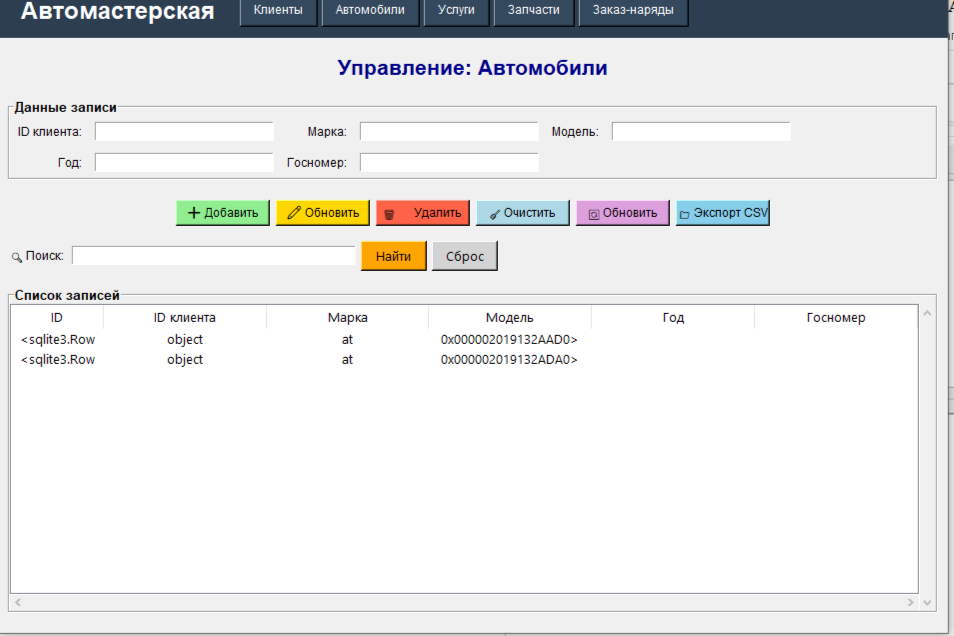 Автомастерская Клиенты Автомобили Услуги Запчасти Заказ-наряды
Управление: Автомобили
Данные записи
ID клиента: Марка: Модель:
Год: Госномер:
Добавить Обновить Удалить Очистить Обновить Экспорт CSV
Поиск: Найти Сброс
Список записей
ID ID клиента Марка Модель Год Госномер
<sqlite3.Row object at 0x000002019132AAD0>
<sqlite3.Row object at 0x000002019132ADA0>